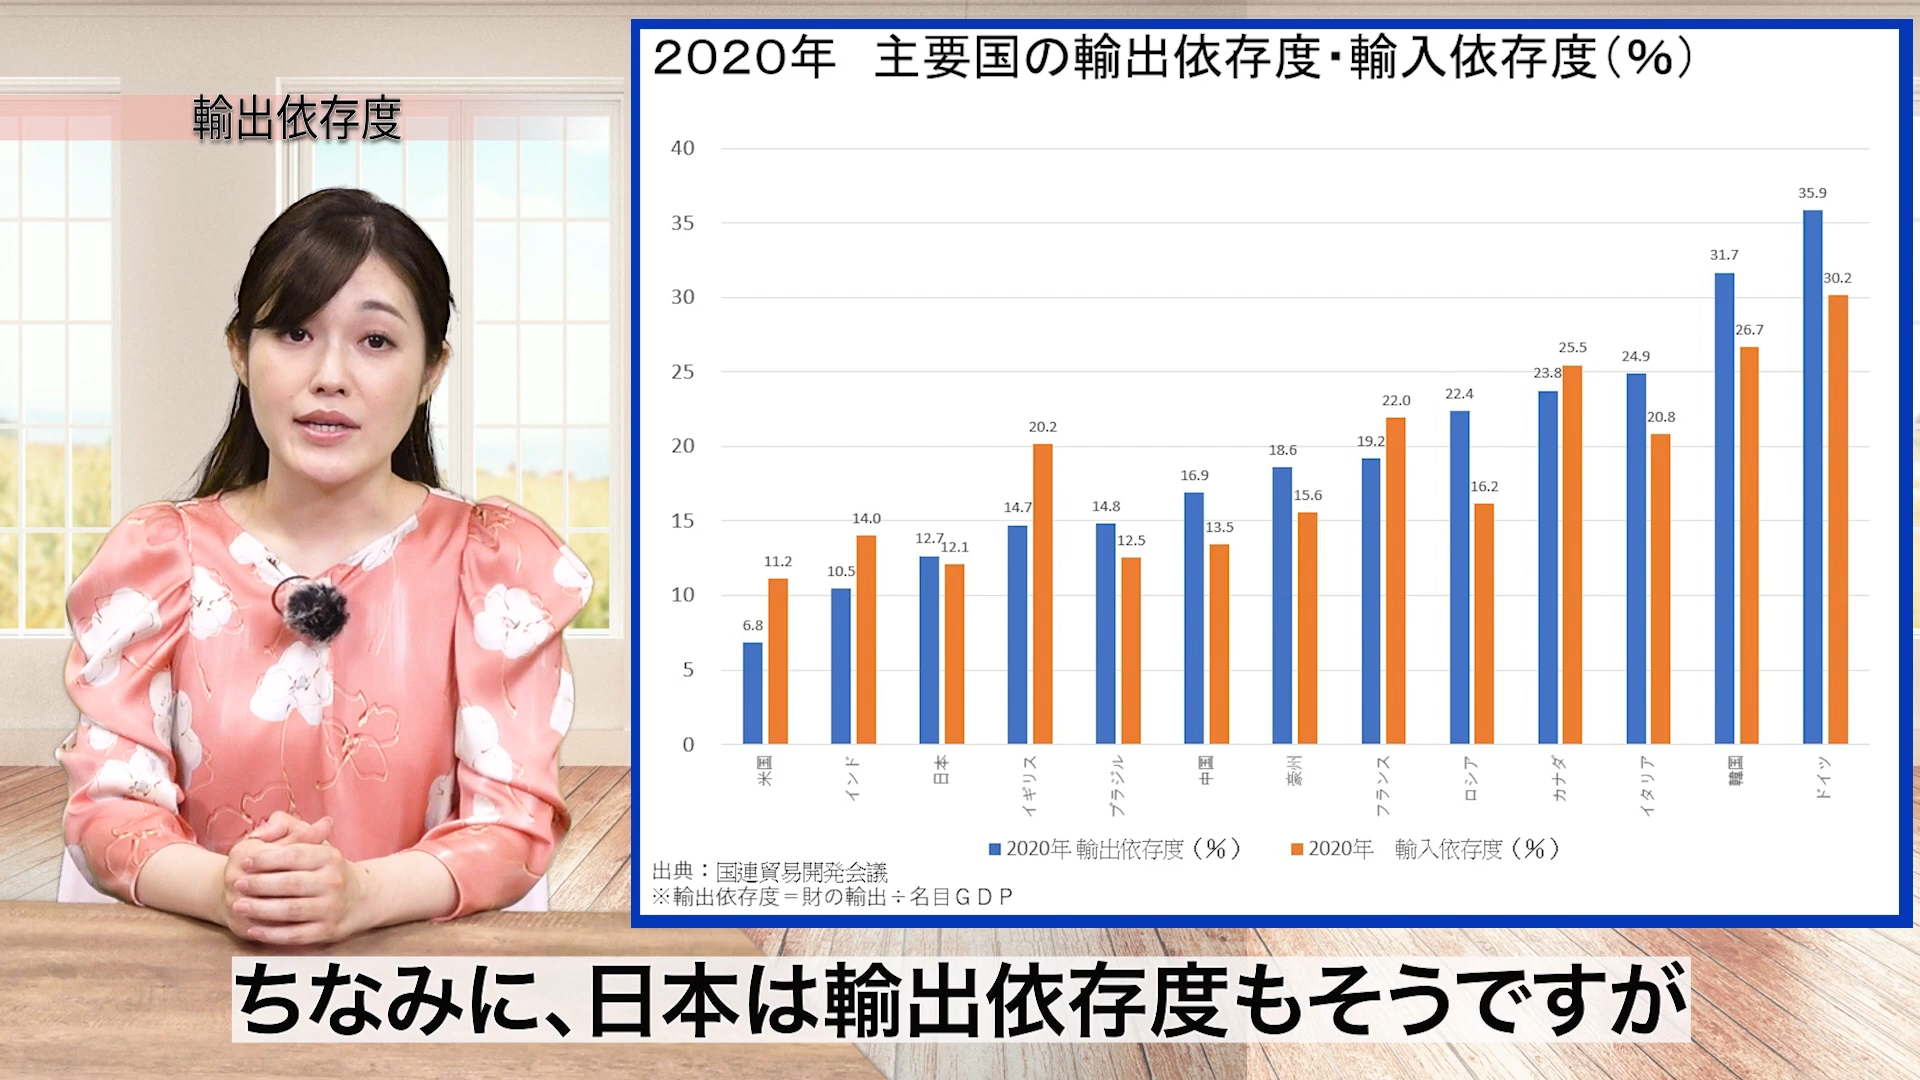 輸出依存度
2020年　主要国の輸出依存度・輸入依存度(%)
40
35
30
25
20
15
10
5
0
6.8 11.2
10.5 14.0
12.7 12.1
14.7 20.2
14.8 12.5
16.9 13.5
18.6 15.6
19.2 22.0
22.4 16.2
23.8 25.5
24.9 20.8
31.7 26.7
35.9 30.2
米国
インド
日本
イギリス
ブラジル
中国
豪州
フランス
ロシア
カナダ
イタリア
韓国
ドイツ
2020年 輸出依存度(%)
2020年　輸入依存度(%)
出典：国連貿易開発会議
※輸出依存度＝財の輸出÷名目GDP
ちなみに、日本は輸出依存度もそうですが